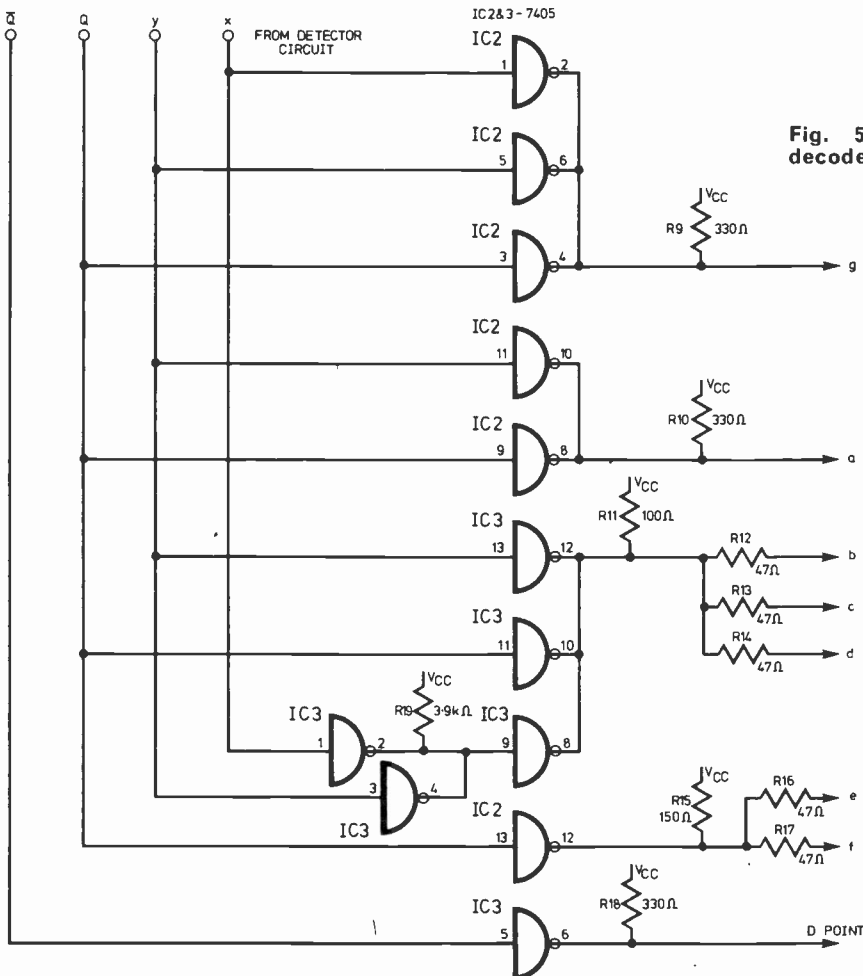 Q̅ Q y x
FROM DETECTOR
CIRCUIT
IC2&3-7405
IC2
1 2
IC2
5 6
Fig. 5
decode
IC2
3 4
VCC
R9 330Ω
g
IC2
11 10
IC2
9 8
VCC
R10 330Ω
a
IC3
13 12
VCC
R11 100Ω
R12
47Ω
b
R13
47Ω
c
R14
47Ω
d
IC3
11 10
VCC
R19 3·9kΩ
IC3
1 2
IC3
9 8
3 4
IC3
IC2
13 12
VCC
R15
150Ω
R16
47Ω
e
R17
47Ω
f
IC3
5 6
VCC
R18 330Ω
D POINT